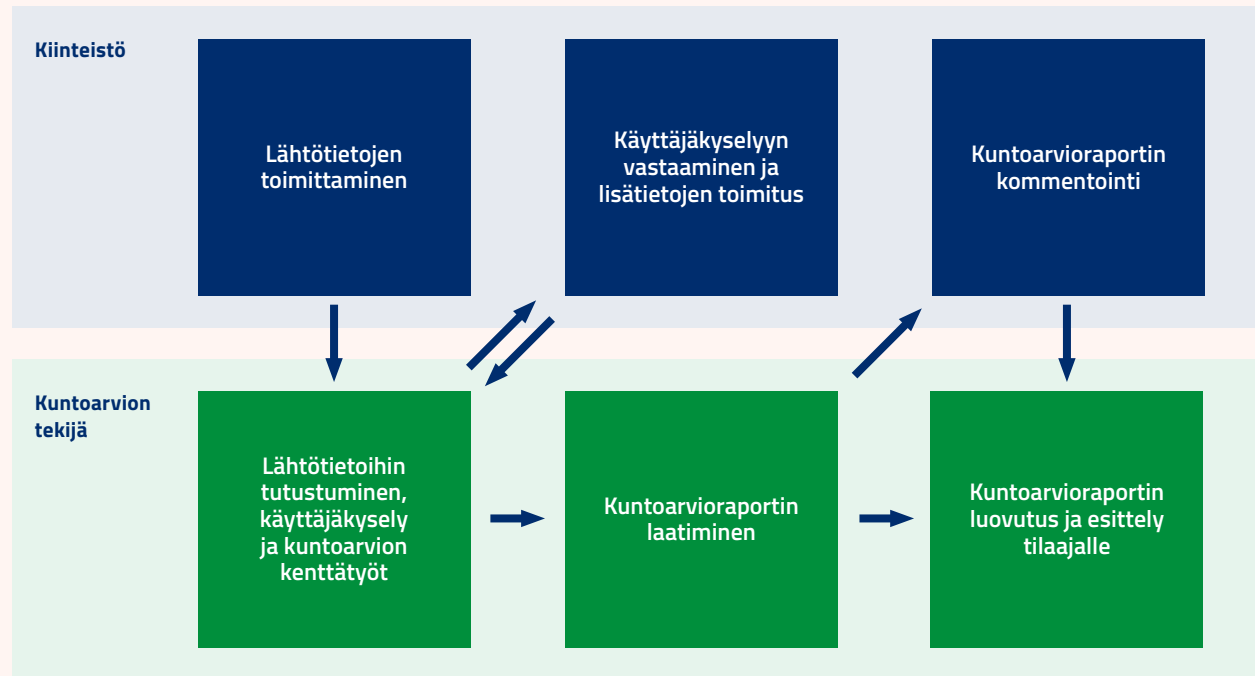 Kiinteistö
Lähtötietojen
toimittaminen
Käyttäjäkyselyyn
vastaaminen ja
lisätietojen toimitus
Kuntoarvioraportin
kommentointi
Kuntoarvion
tekijä
Lähtötietoihin
tutustuminen,
käyttäjäkysely
ja kuntoarvion
kenttätyöt
Kuntoarvioraportin
laatiminen
Kuntoarvioraportin
luovutus ja esittely
tilaajalle